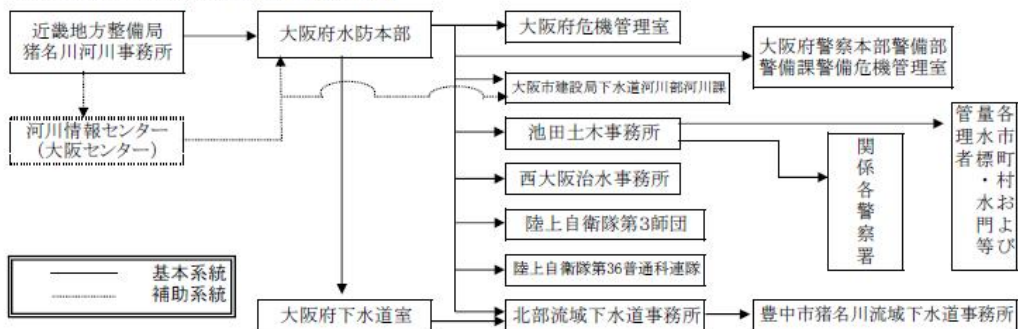 近畿地方整備局
猪名川河川事務所
大阪府水防本部
大阪府危機管理室
大阪府警察本部警備部
警備課警備危機管理室
大阪市建設局下水道河川部河川課
河川情報センター
(大阪センター)
池田土木事務所
各市町村および
量水標・水門等
管理者
関係各警察署
西大阪治水事務所
陸上自衛隊第3師団
陸上自衛隊第36普通科連隊
基本系統
補助系統
大阪府下水道室
北部流域下水道事務所
豊中市猪名川流域下水道事務所